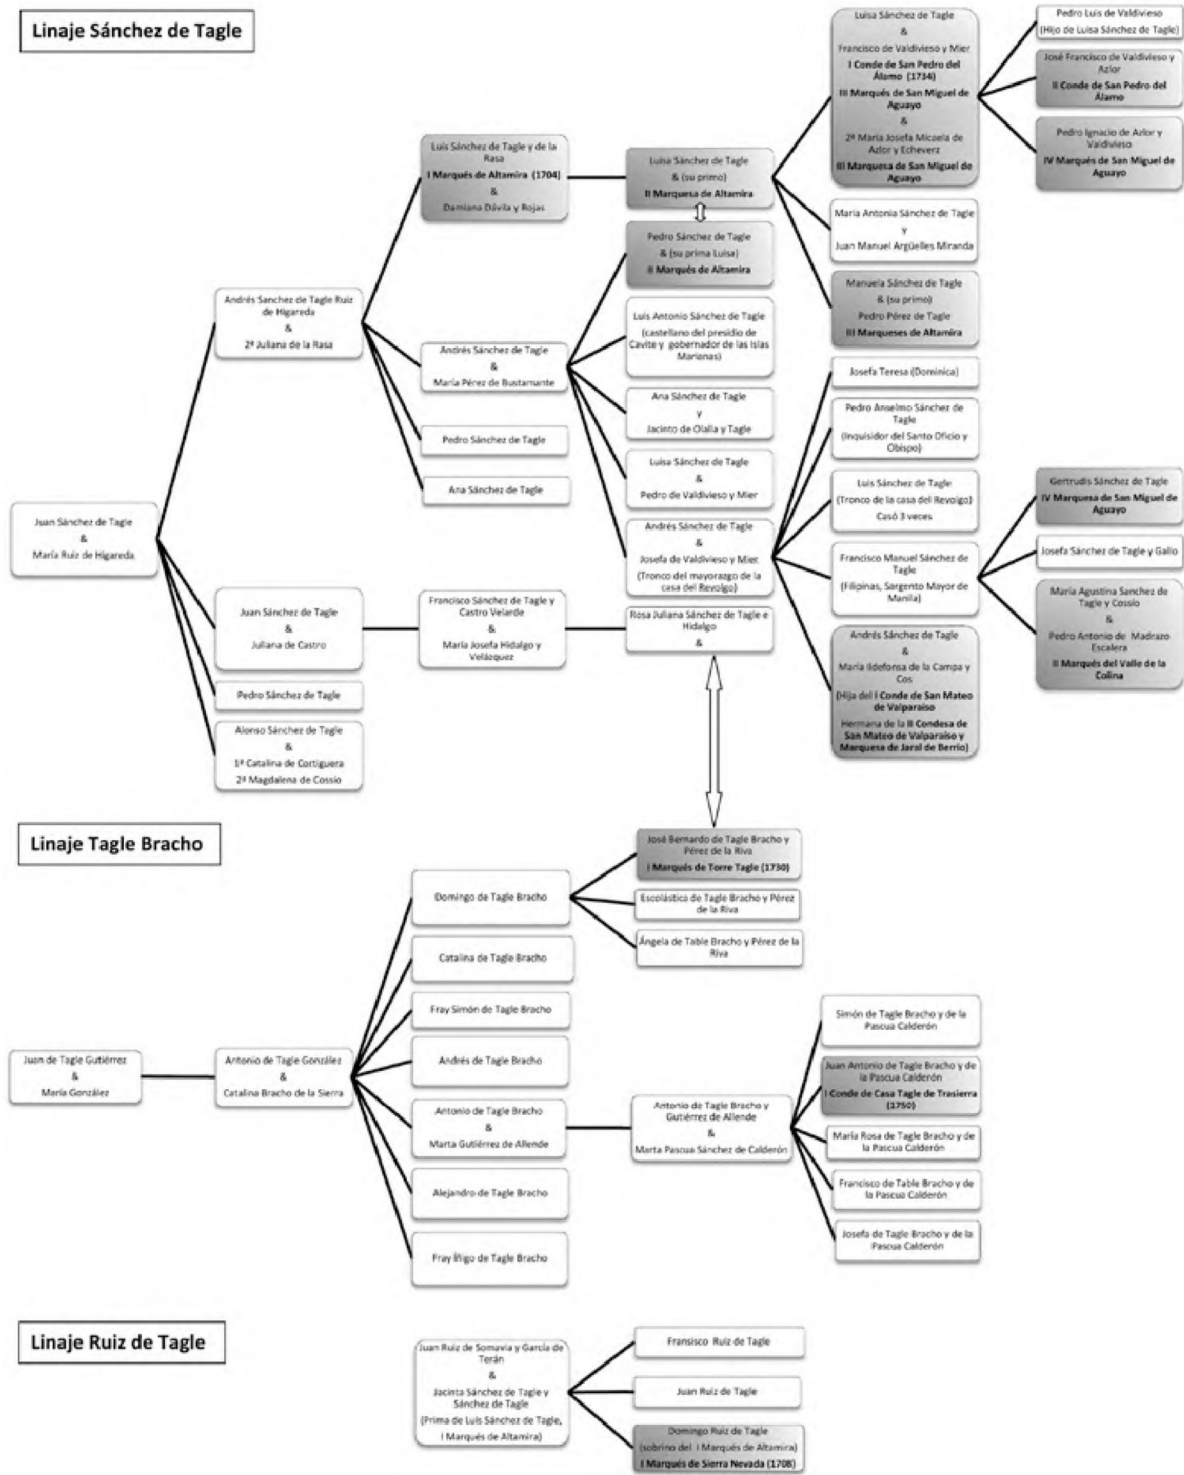 Linaje Sánchez de Tagle
Juan Sánchez de Tagle
&
María Ruiz de Higareda
Andrés Sanchez de Tagle Ruiz
de Higareda
&
2ª Juliana de la Rasa
Juan Sánchez de Tagle
&
Juliana de Castro
Pedro Sánchez de Tagle
Alonso Sánchez de Tagle
&
1ª Catalina de Cortiguera
2ª Magdalena de Cossio
Luis Sánchez de Tagle y de la
Rasa
I Marqués de Altamira (1704)
&
Damiana Dávila y Rojas
Andrés Sánchez de Tagle
&
María Pérez de Bustamante
Pedro Sánchez de Tagle
Ana Sánchez de Tagle
Francisco Sánchez de Tagle y
Castro Velarde
&
María Josefa Hidalgo y
Velázquez
Luisa Sánchez de Tagle
& (su primo)
II Marquesa de Altamira
Pedro Sánchez de Tagle
& (su prima Luisa)
II Marqués de Altamira
Luis Antonio Sánchez de Tagle
(castellano del presidio de
Cavite y gobernador de las Islas
Marianas)
Ana Sánchez de Tagle
y
Jacinto de Olalla y Tagle
Luisa Sánchez de Tagle
&
Pedro de Valdivieso y Mier
Andrés Sánchez de Tagle
&
Josefa de Valdivieso y Mier
(Tronco del mayorazgo de la
casa del Revolgo)
Rosa Juliana Sánchez de Tagle e
Hidalgo
&
Luisa Sánchez de Tagle
&
Francisco de Valdivieso y Mier
I Conde de San Pedro del
Álamo (1734)
III Marqués de San Miguel de
Aguayo
&
2ª María Josefa Micaela de
Azlor y Echeverz
III Marquesa de San Miguel de
Aguayo
María Antonia Sánchez de Tagle
y
Juan Manuel Argüelles Miranda
Manuela Sánchez de Tagle
& (su primo)
Pedro Pérez de Tagle
III Marqueses de Altamira
Josefa Teresa (Dominica)
Pedro Anselmo Sánchez de
Tagle
(Inquisidor del Santo Oficio y
Obispo)
Luis Sánchez de Tagle
(Tronco de la casa del Revolgo)
Casó 3 veces
Francisco Manuel Sánchez de
Tagle
(Filipinas, Sargento Mayor de
Manila)
Andrés Sánchez de Tagle
&
María Ildefonsa de la Campa y
Cos
(Hija del I Conde de San Mateo
de Valparaíso
Hermana de la II Condesa de
San Mateo de Valparaíso y
Marquesa de Jaral de Berrio)
Pedro Luis de Valdivieso
(Hijo de Luisa Sánchez de Tagle)
José Francisco de Valdivieso y
Azlor
II Conde de San Pedro del
Álamo
Pedro Ignacio de Azlor y
Valdivieso
IV Marqués de San Miguel de
Aguayo
Gertrudis Sánchez de Tagle
IV Marquesa de San Miguel de
Aguayo
Josefa Sánchez de Tagle y Gallo
María Agustina Sanchez de
Tagle y Cossío
&
Pedro Antonio de Madrazo
Escalera
II Marqués del Valle de la
Colina
Linaje Tagle Bracho
Juan de Tagle Gutiérrez
&
María González
Antonio de Tagle González
&
Catalina Bracho de la Sierra
Domingo de Tagle Bracho
Catalina de Tagle Bracho
Fray Simón de Tagle Bracho
Andrés de Tagle Bracho
Antonio de Tagle Bracho
&
Marta Gutiérrez de Allende
Alejandro de Tagle Bracho
Fray Íñigo de Tagle Bracho
José Bernardo de Tagle Bracho y
Pérez de la Riva
I Marqués de Torre Tagle (1730)
Escolástica de Tagle Bracho y Pérez
de la Riva
Ángela de Table Bracho y Pérez de la
Riva
Antonio de Tagle Bracho y
Gutiérrez de Allende
&
Marta Pascua Sánchez de Calderón
Simón de Tagle Bracho y de la
Pascua Calderón
Juan Antonio de Tagle Bracho y de
la Pascua Calderón
I Conde de Casa Tagle de Trasierra
(1750)
María Rosa de Tagle Bracho y de
la Pascua Calderón
Francisco de Table Bracho y de
la Pascua Calderón
Josefa de Tagle Bracho y de la
Pascua Calderón
Linaje Ruiz de Tagle
Juan Ruiz de Somavia y García de
Terán
&
Jacinta Sánchez de Tagle y
Sánchez de Tagle
(Prima de Luis Sánchez de Tagle,
I Marqués de Altamira)
Fransisco Ruiz de Tagle
Juan Ruiz de Tagle
Domingo Ruiz de Tagle
(sobrino del I Marqués de Altamira)
I Marqués de Sierra Nevada (1708)